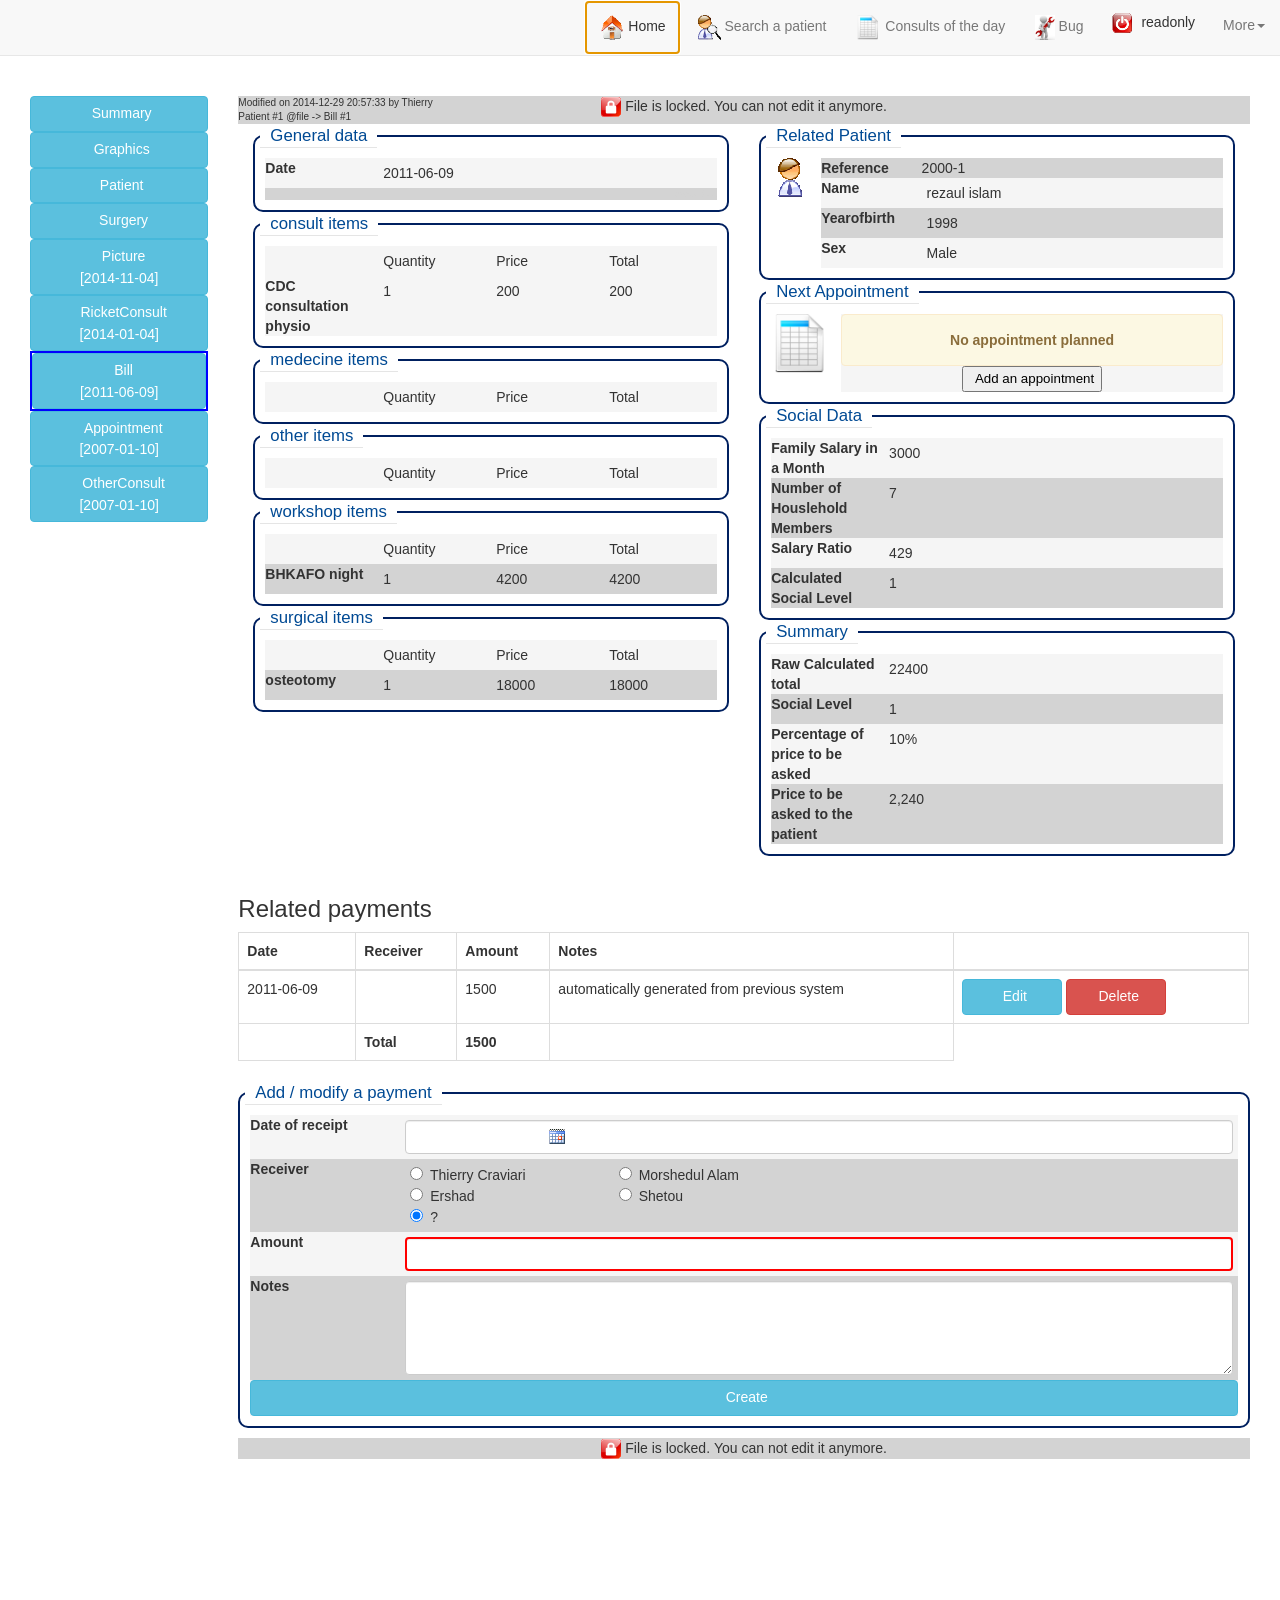 Home Search a patient Consults of the day Bug readonly More
Summary
Graphics
Patient
Surgery
Picture
[2014-11-04]
RicketConsult
[2014-01-04]
Bill
[2011-06-09]
Appointment
[2007-01-10]
OtherConsult
[2007-01-10]
Modified on 2014-12-29 20:57:33 by Thierry
Patient #1 @file -> Bill #1
File is locked. You can not edit it anymore.
General data
Date 2011-06-09
consult items
Quantity Price Total
CDC consultation physio 1 200 200
medecine items
Quantity Price Total
other items
Quantity Price Total
workshop items
Quantity Price Total
BHKAFO night 1 4200 4200
surgical items
Quantity Price Total
osteotomy 1 18000 18000
Related Patient
Reference 2000-1
Name rezaul islam
Yearofbirth 1998
Sex Male
Next Appointment
No appointment planned
Add an appointment
Social Data
Family Salary in a Month 3000
Number of Houslehold Members 7
Salary Ratio 429
Calculated Social Level 1
Summary
Raw Calculated total 22400
Social Level 1
Percentage of price to be asked 10%
Price to be asked to the patient 2,240
Related payments
Date Receiver Amount Notes
2011-06-09 1500 automatically generated from previous system Edit Delete
Total 1500
Add / modify a payment
Date of receipt
Receiver Thierry Craviari Morshedul Alam
Ershad Shetou
?
Amount
Notes
Create
File is locked. You can not edit it anymore.